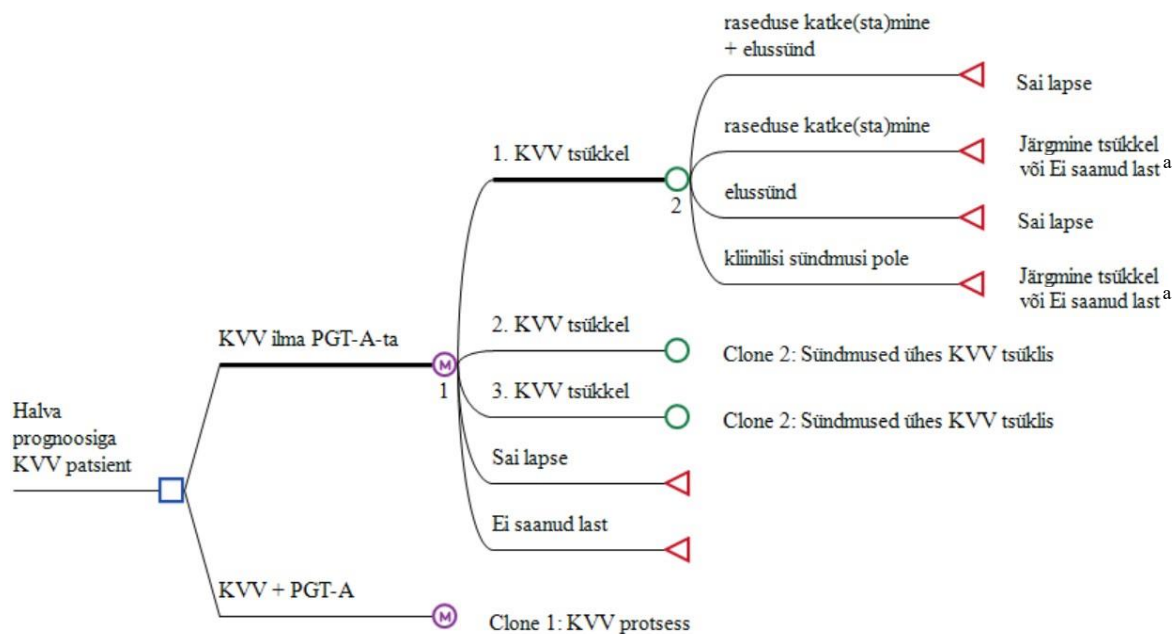 raseduse katke(sta)mine
+ elussünd
Sai lapse
raseduse katke(sta)mine
Järgmine tsükkel
või Ei saanud last a
1. KVV tsükkel
2
elussünd
Sai lapse
kliinilisi sündmusi pole
Järgmine tsükkel
või Ei saanud last a
2. KVV tsükkel
Clone 2: Sündmused ühes KVV tsüklis
KVV ilma PGT-A-ta
M
1
3. KVV tsükkel
Clone 2: Sündmused ühes KVV tsüklis
Halva
prognoosiga
KVV patsient
Sai lapse
Ei saanud last
KVV + PGT-A
M
Clone 1: KVV protsess